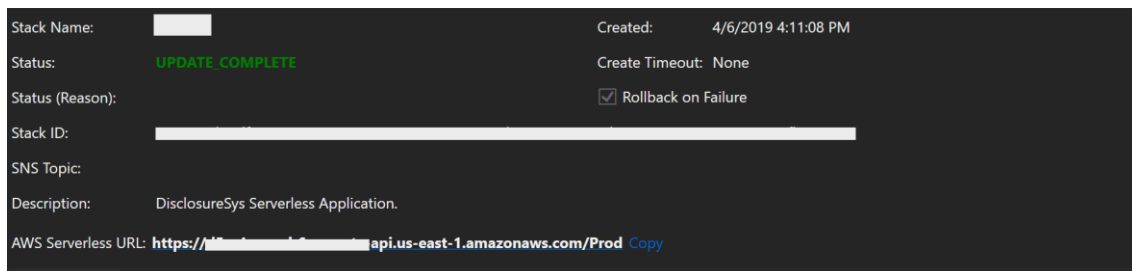 Stack Name: Created: 4/6/2019 4:11:08 PM
Status: UPDATE_COMPLETE Create Timeout: None
Status (Reason): Rollback on Failure
Stack ID:
SNS Topic:
Description: DisclosureSys Serverless Application.
AWS Serverless URL: https:// api.us-east-1.amazonaws.com/Prod Copy